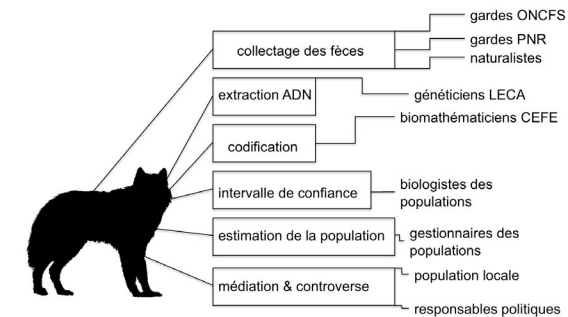 gardes ONCFS
collectage des fèces
gardes PNR
naturalistes
extraction ADN
généticiens LECA
codification
biomathématiciens CEFE
intervalle de confiance
biologistes des
populations
estimation de la population
gestionnaires des
populations
médiation & controverse
population locale
responsables politiques